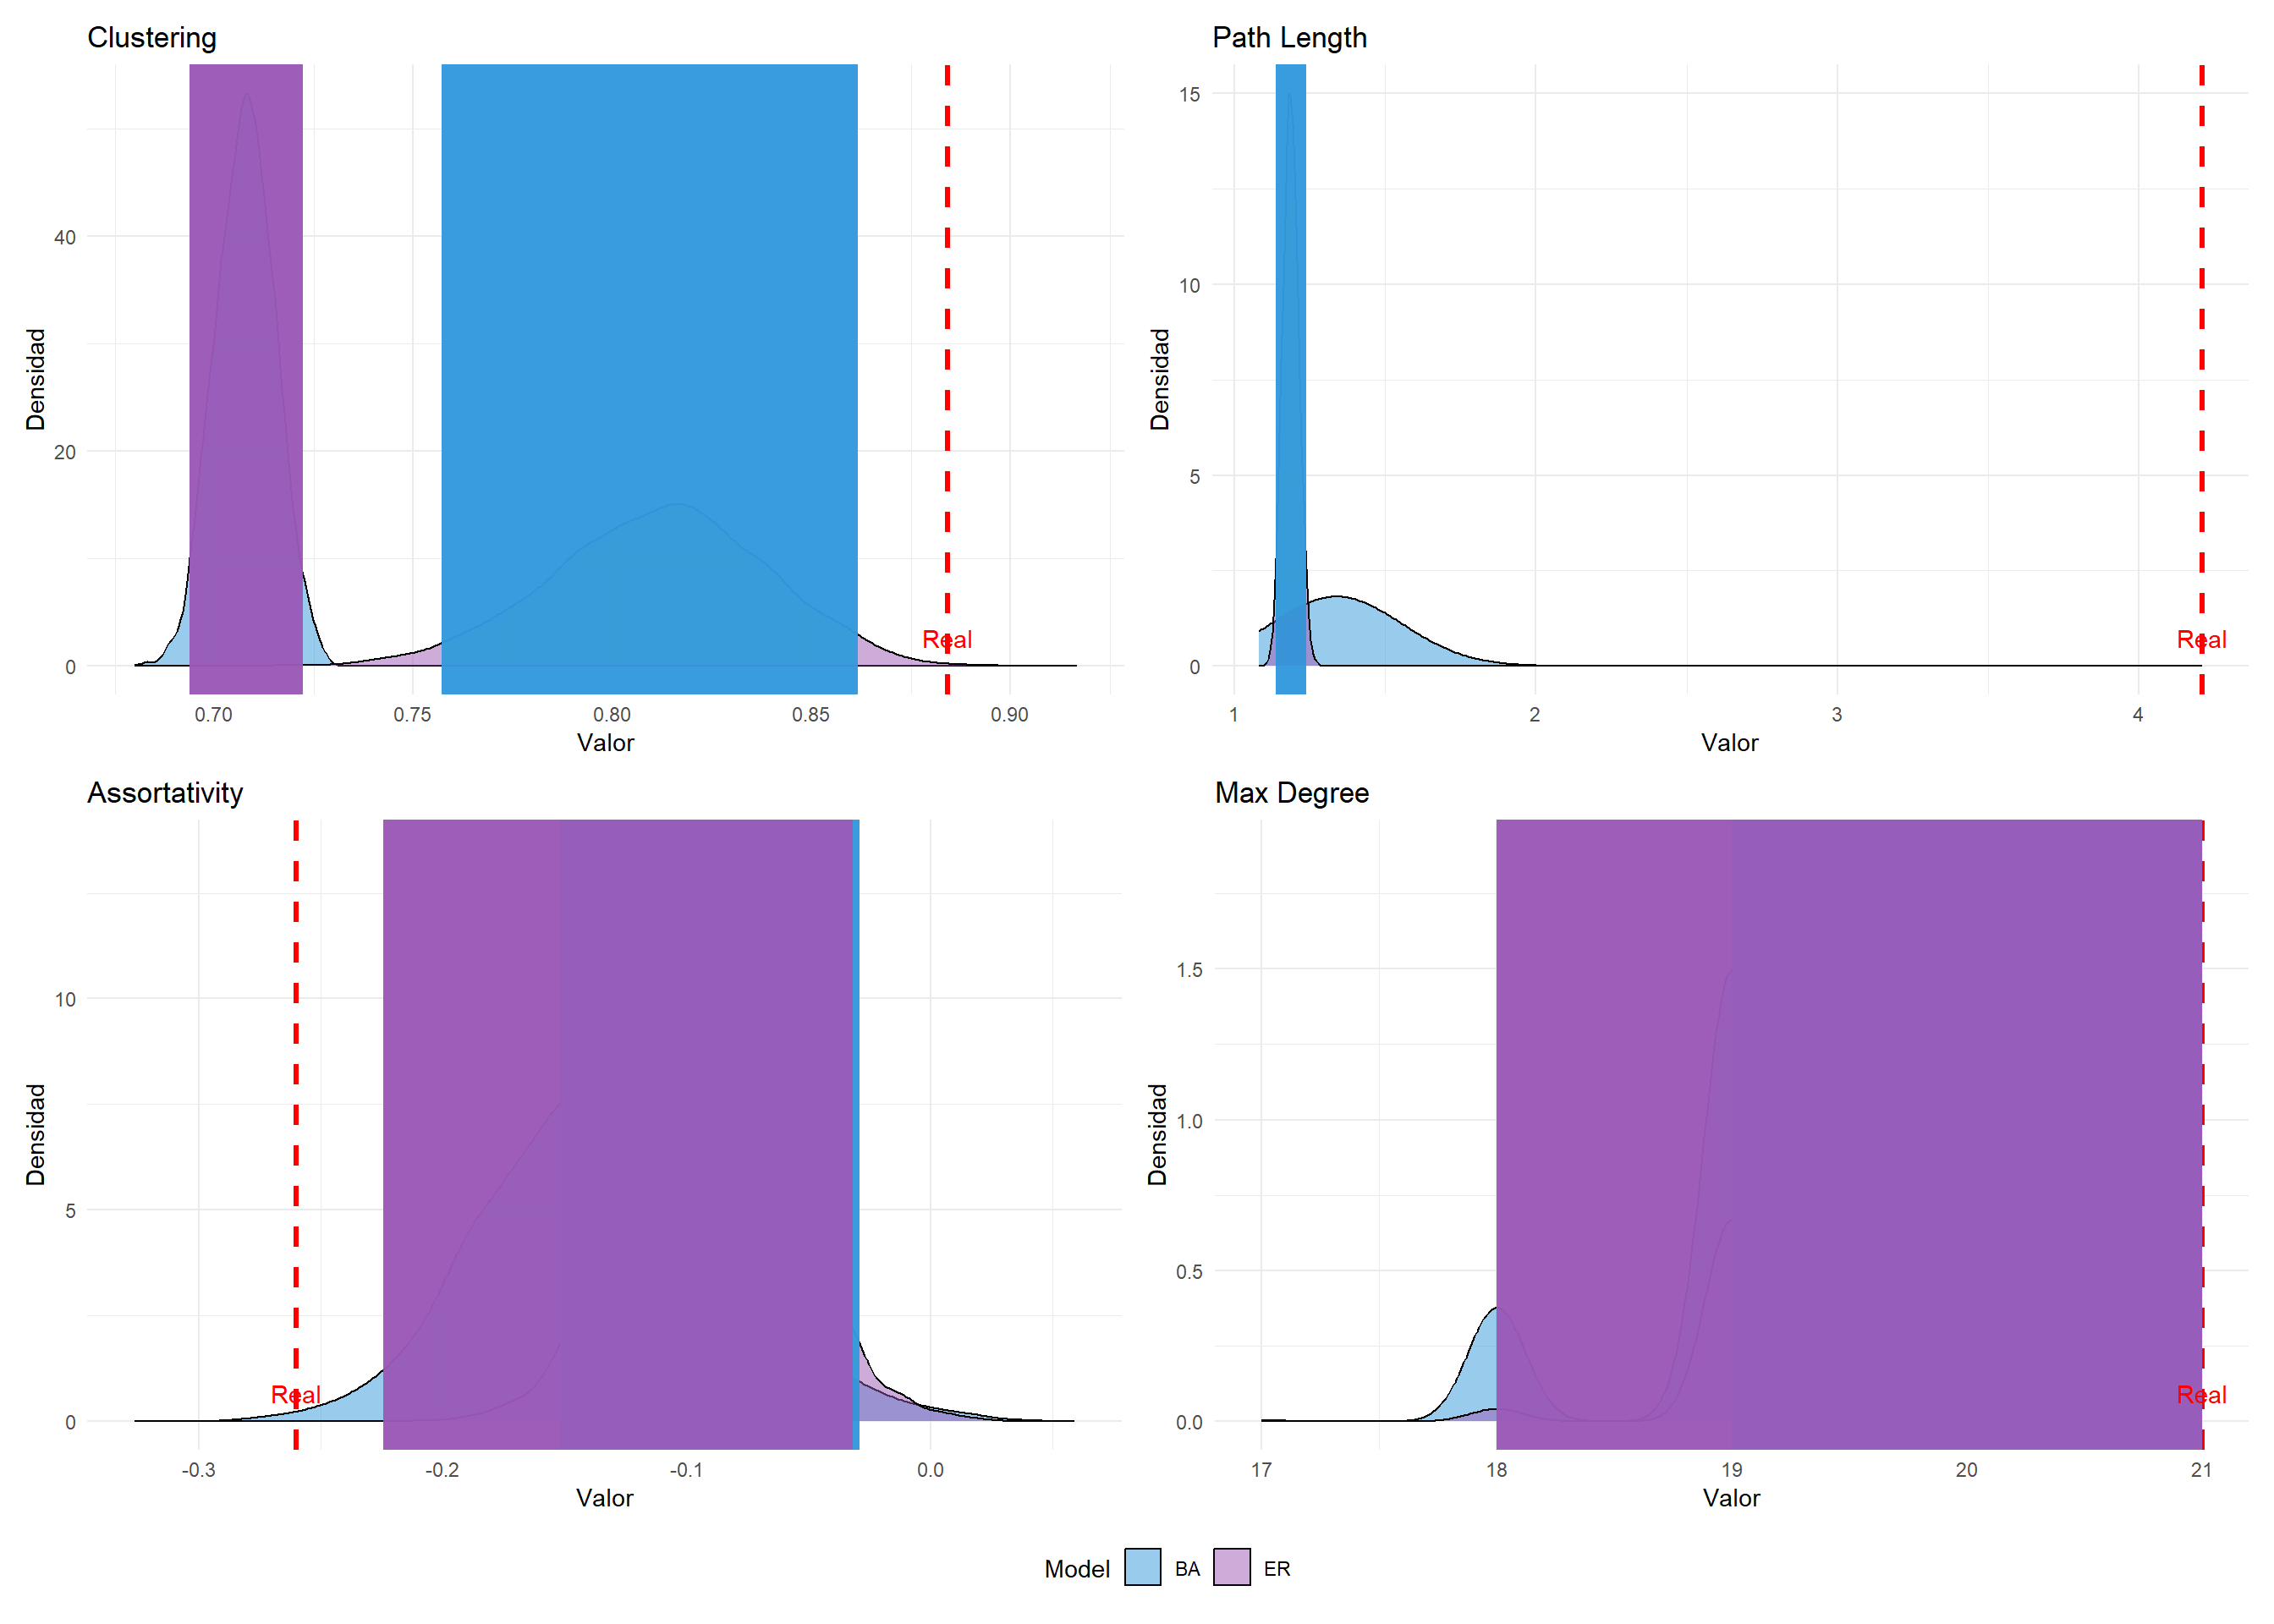 Clustering
Densidad
40
20
0
Real
0.70 0.75 0.80 0.85 0.90
Valor
Path Length
Densidad
15
10
5
0
Real
1 2 3 4
Valor
Assortativity
Densidad
10
5
0
Real
-0.3 -0.2 -0.1 0.0
Valor
Max Degree
Densidad
1.5
1.0
0.5
0.0
Real
17 18 19 20 21
Valor
Model BA ER